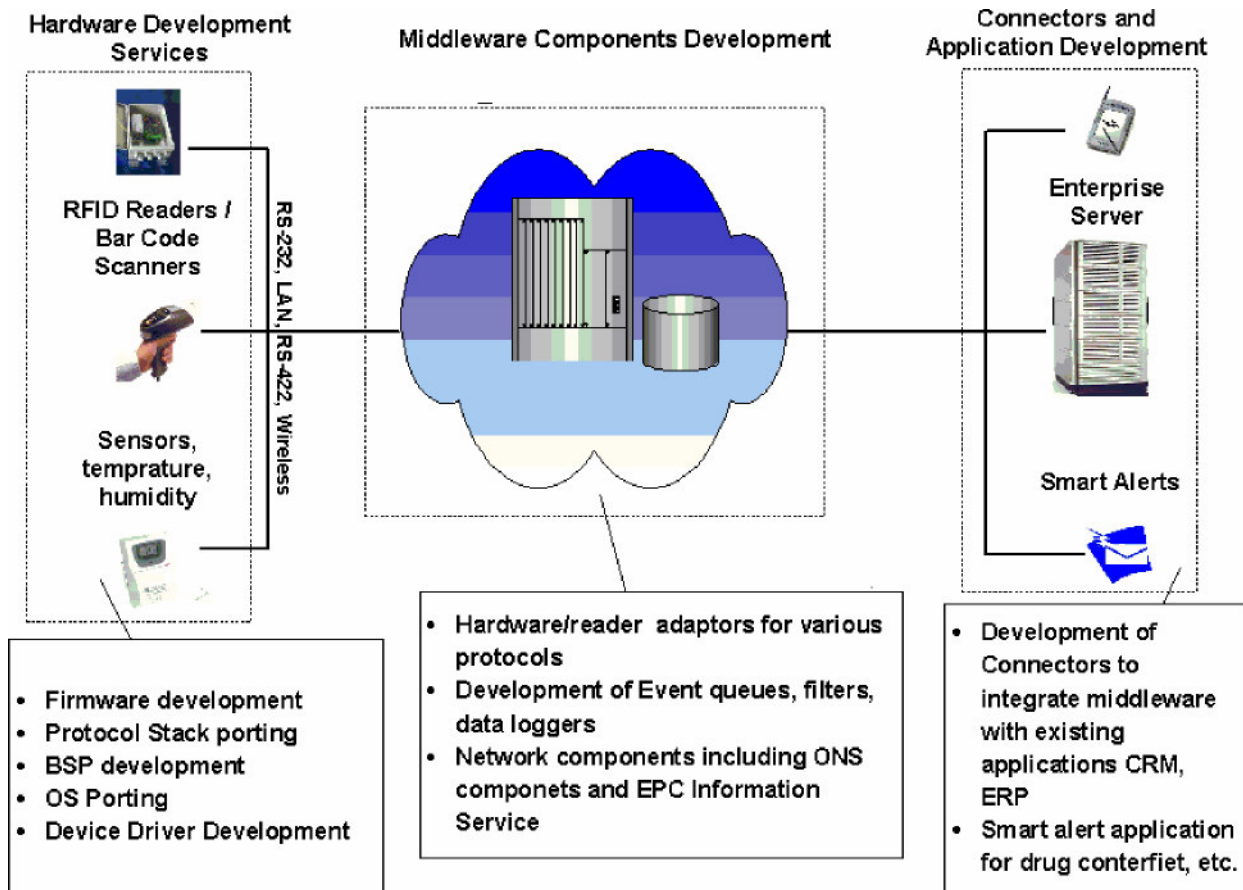 Hardware Development
Services
Middleware Components Development
Connectors and
Application Development
RFID Readers /
Bar Code
Scanners
Sensors,
temprature,
humidity
RS-232, LAN, RS-422, Wireless
Enterprise
Server
Smart Alerts
• Firmware development
• Protocol Stack porting
• BSP development
• OS Porting
• Device Driver Development
• Hardware/reader adaptors for various
protocols
• Development of Event queues, filters,
data loggers
• Network components including ONS
componets and EPC Information
Service
• Development of
Connectors to
integrate middleware
with existing
applications CRM,
ERP
• Smart alert application
for drug conterfiet, etc.